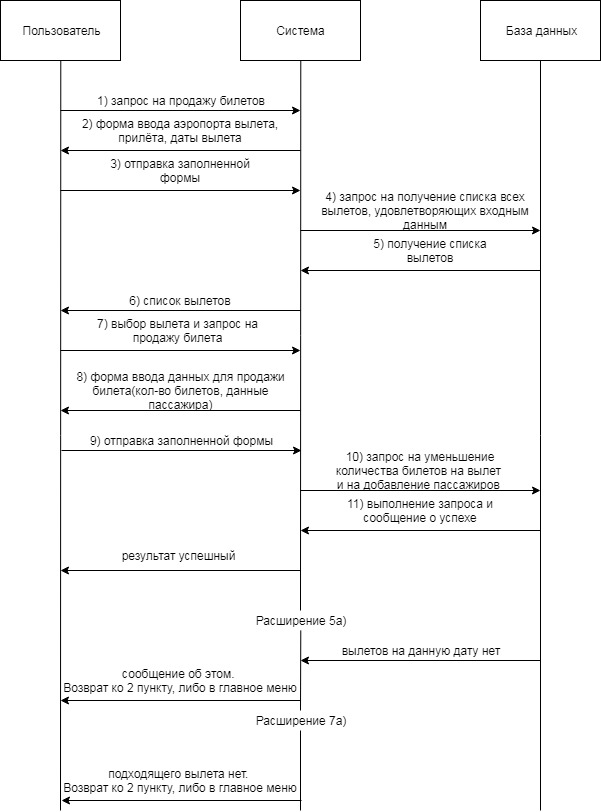 Пользователь
Система
База данных
1) запрос на продажу билетов
2) форма ввода аэропорта вылета,
прилёта, даты вылета
3) отправка заполненной
формы
4) запрос на получение списка всех
вылетов, удовлетворяющих входным
данным
5) получение списка
вылетов
6) список вылетов
7) выбор вылета и запрос на
продажу билета
8) форма ввода данных для продажи
билета(кол-во билетов, данные
пассажира)
9) отправка заполненной формы
10) запрос на уменьшение
количества билетов на вылет
и на добавление пассажиров
11) выполнение запроса и
сообщение о успехе
результат успешный
Расширение 5а)
вылетов на данную дату нет
сообщение об этом.
Возврат ко 2 пункту, либо в главное меню
Расширение 7а)
подходящего вылета нет.
Возврат ко 2 пункту, либо в главное меню